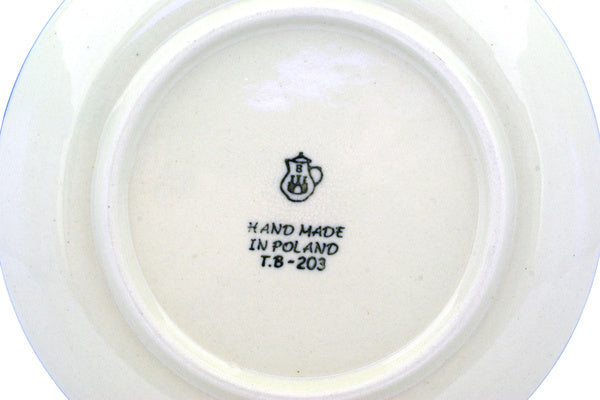 B
HAND MADE
IN POLAND
T.B-203